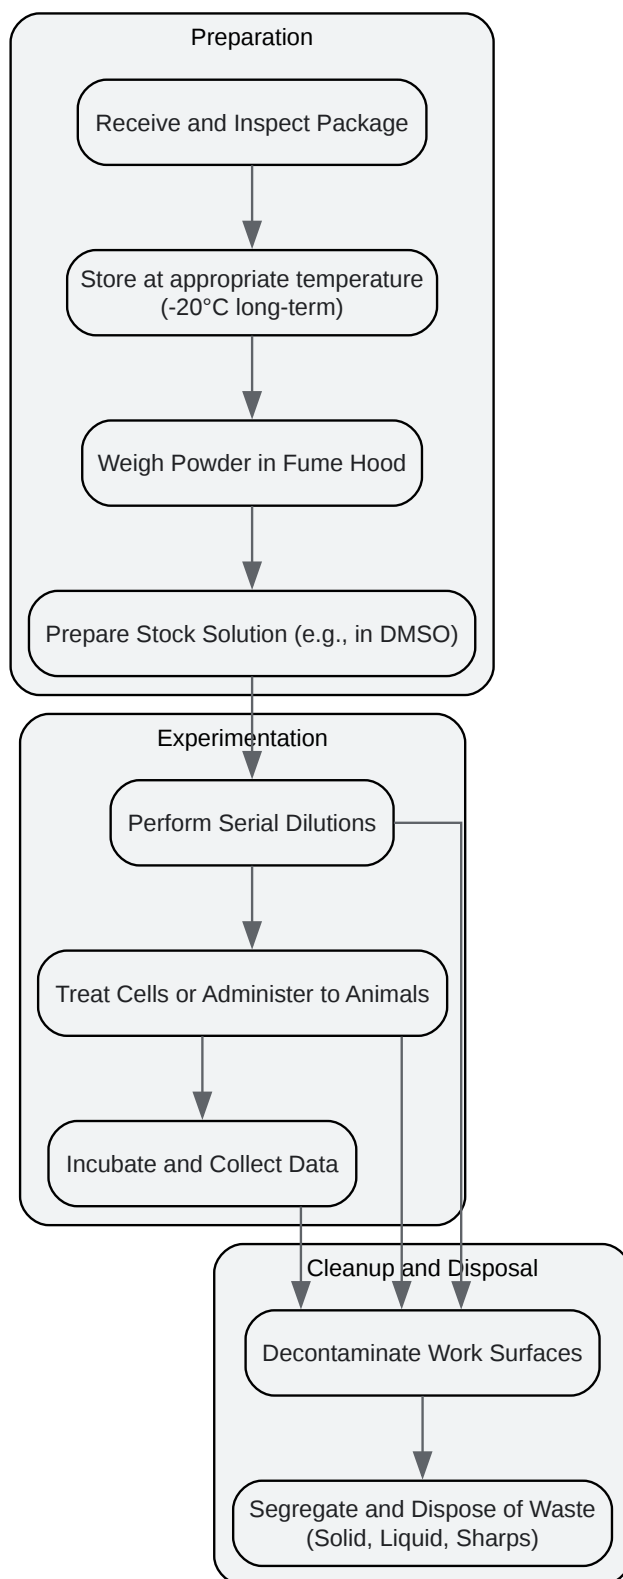 Preparation
Receive and Inspect Package
Store at appropriate temperature
(-20°C long-term)
Weigh Powder in Fume Hood
Prepare Stock Solution (e.g., in DMSO)
Experimentation
Perform Serial Dilutions
Treat Cells or Administer to Animals
Incubate and Collect Data
Cleanup and Disposal
Decontaminate Work Surfaces
Segregate and Dispose of Waste
(Solid, Liquid, Sharps)